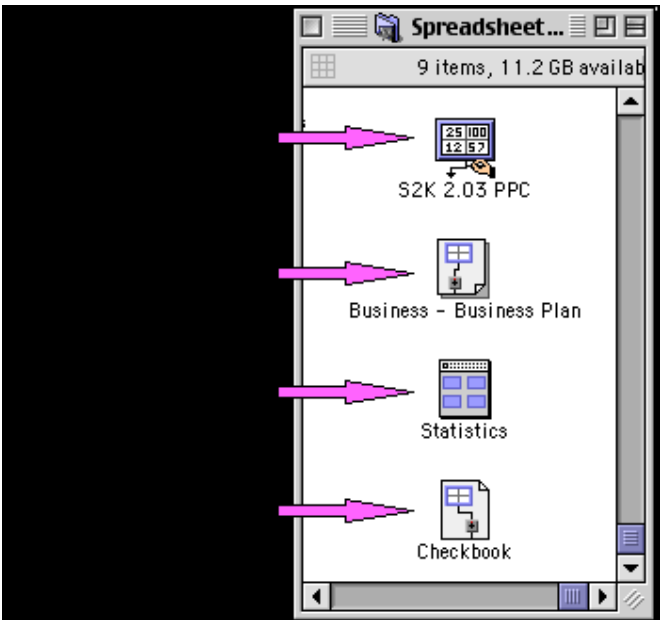 Spreadsheet...
9 items, 11.2 GB availab
25 100
12 57
S2K 2.03 PPC
Business - Business Plan
Statistics
Checkbook